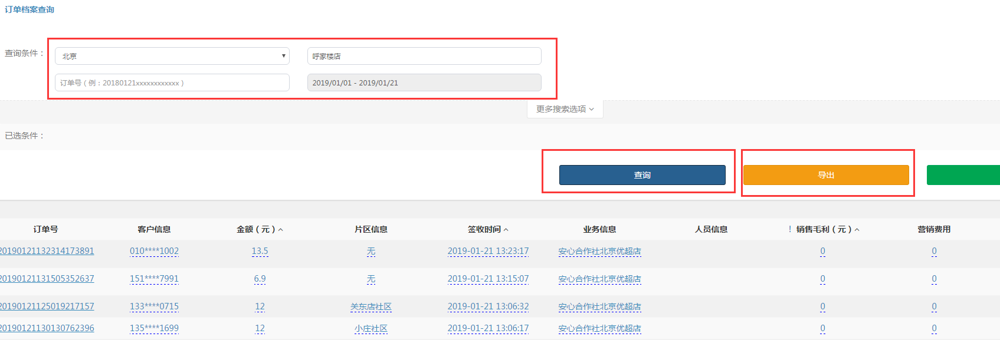 订单档案查询
查询条件： 北京 ▼ 呼家楼店
订单号（例：20180121xxxxxxxxxxxx） 2019/01/01 - 2019/01/21
更多搜索选项
已选条件：
查询 导出
订单号 客户信息 金额（元） 片区信息 签收时间 业务信息 人员信息 ！销售毛利（元） 营销费用
20190121132314173891 010****1002 13.5 无 2019-01-21 13:23:17 安心合作社北京优超店 0 0
20190121131505352637 151****7991 6.9 无 2019-01-21 13:15:07 安心合作社北京优超店 0 0
20190121125019217157 133****0715 12 关东店社区 2019-01-21 13:06:32 安心合作社北京优超店 0 0
20190121130130762396 135****1699 12 小庄社区 2019-01-21 13:06:17 安心合作社北京优超店 0 0